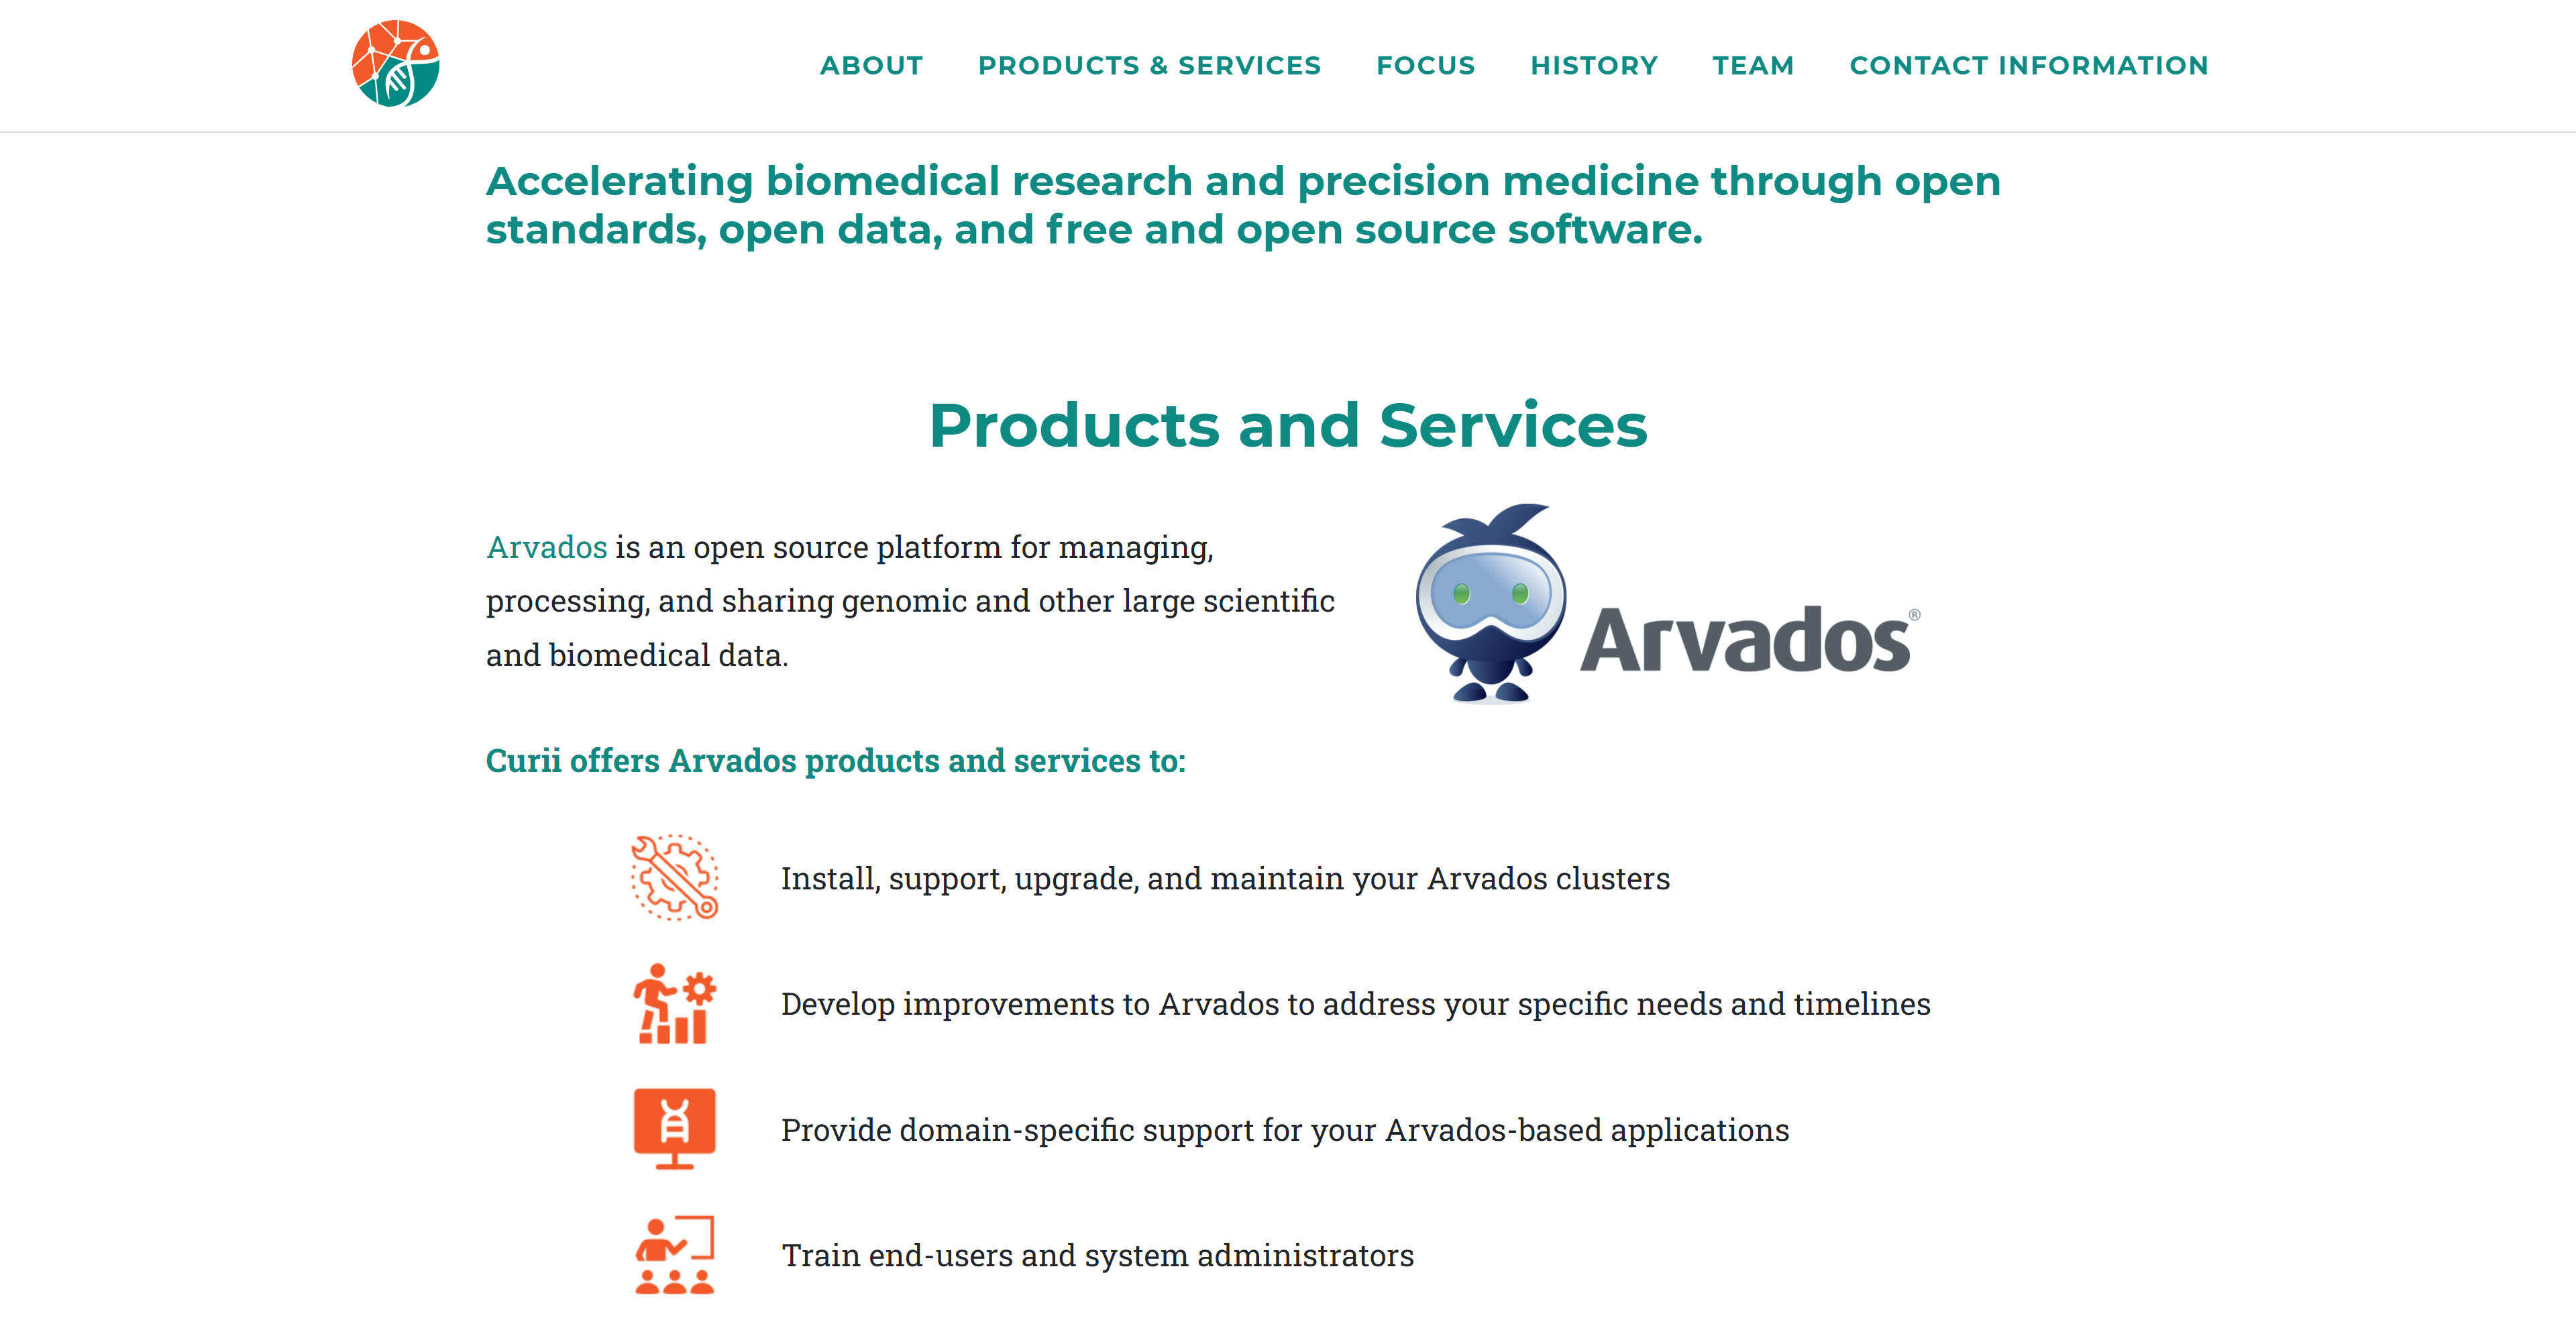 ABOUT PRODUCTS & SERVICES FOCUS HISTORY TEAM CONTACT INFORMATION
Accelerating biomedical research and precision medicine through open
standards, open data, and free and open source software.
Products and Services
Arvados is an open source platform for managing,
processing, and sharing genomic and other large scientific
and biomedical data.
Arvados®
Curii offers Arvados products and services to:
Install, support, upgrade, and maintain your Arvados clusters
Develop improvements to Arvados to address your specific needs and timelines
Provide domain-specific support for your Arvados-based applications
Train end-users and system administrators